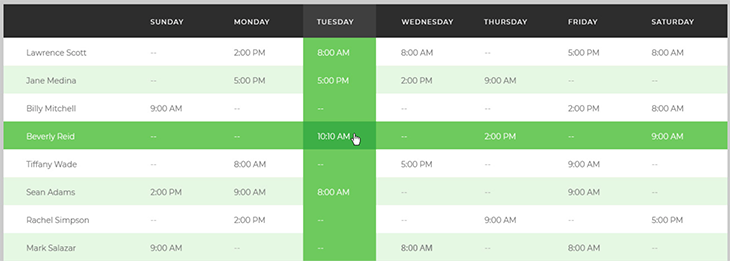 SUNDAY MONDAY TUESDAY WEDNESDAY THURSDAY FRIDAY SATURDAY
Lawrence Scott -- 2:00 PM 8:00 AM 8:00 AM -- 5:00 PM 8:00 AM
Jane Medina -- 5:00 PM 5:00 PM 2:00 PM 9:00 AM -- --
Billy Mitchell 9:00 AM -- -- -- -- 2:00 PM 8:00 AM
Beverly Reid -- -- 10:10 AM -- 2:00 PM -- 9:00 AM
Tiffany Wade -- 8:00 AM -- 5:00 PM -- 9:00 AM --
Sean Adams 2:00 PM 9:00 AM 8:00 AM -- -- 9:00 AM --
Rachel Simpson -- 2:00 PM -- -- 9:00 AM -- 5:00 PM
Mark Salazar 9:00 AM -- -- 8:00 AM -- 8:00 AM --